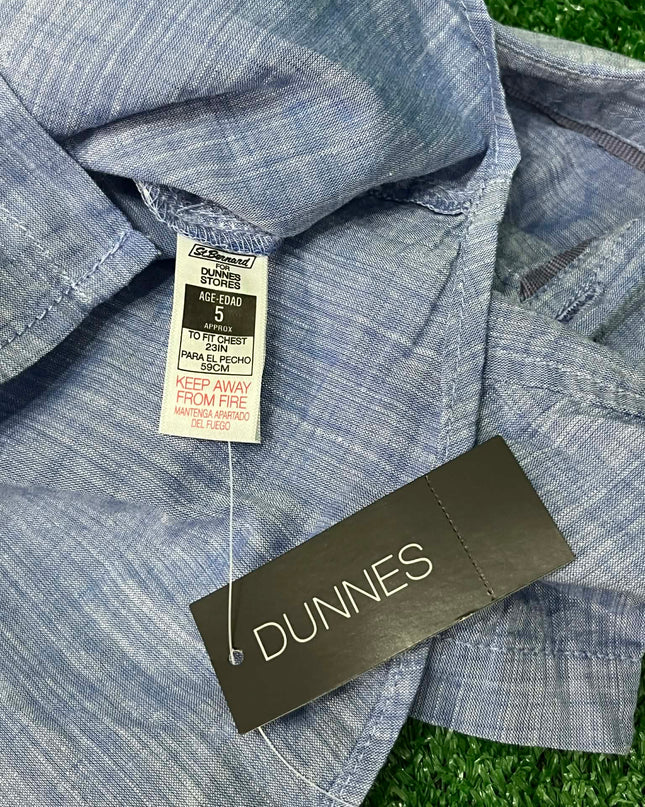 St Bernard
FOR
DUNNES
STORES
AGE-EDAD
5
APPROX
TO FIT CHEST
23IN
PARA EL PECHO
59CM
KEEP AWAY
FROM FIRE
MANTENGA APARTADO
DEL FUEGO
DUNNES